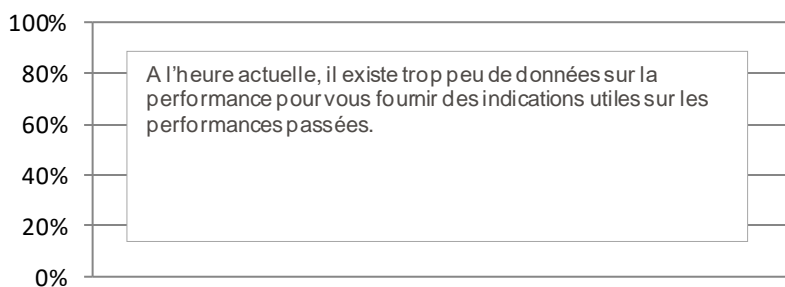 100%
80%
60%
40%
20%
0%
A l'heure actuelle, il existe trop peu de données sur la
performance pour vous fournir des indications utiles sur les
performances passées.